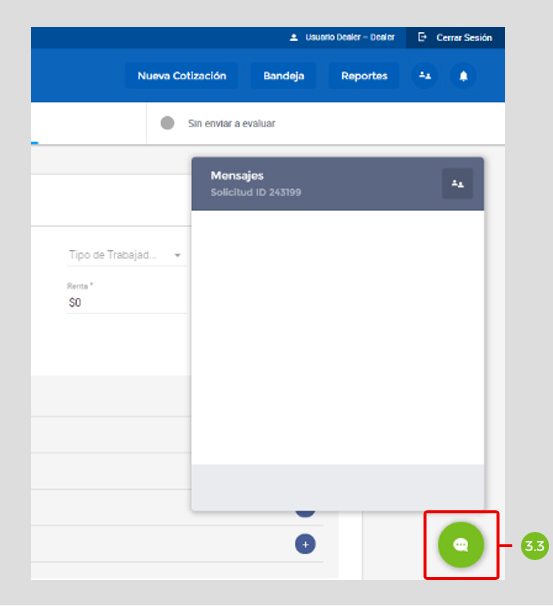 Usuario Dealer – Dealer
Cerrar Sesión
Nueva Cotización
Bandeja
Reportes
Sin enviar a evaluar
Mensajes
Solicitud ID 243199
Tipo de Trabajad...
Renta *
$0
+
3.3